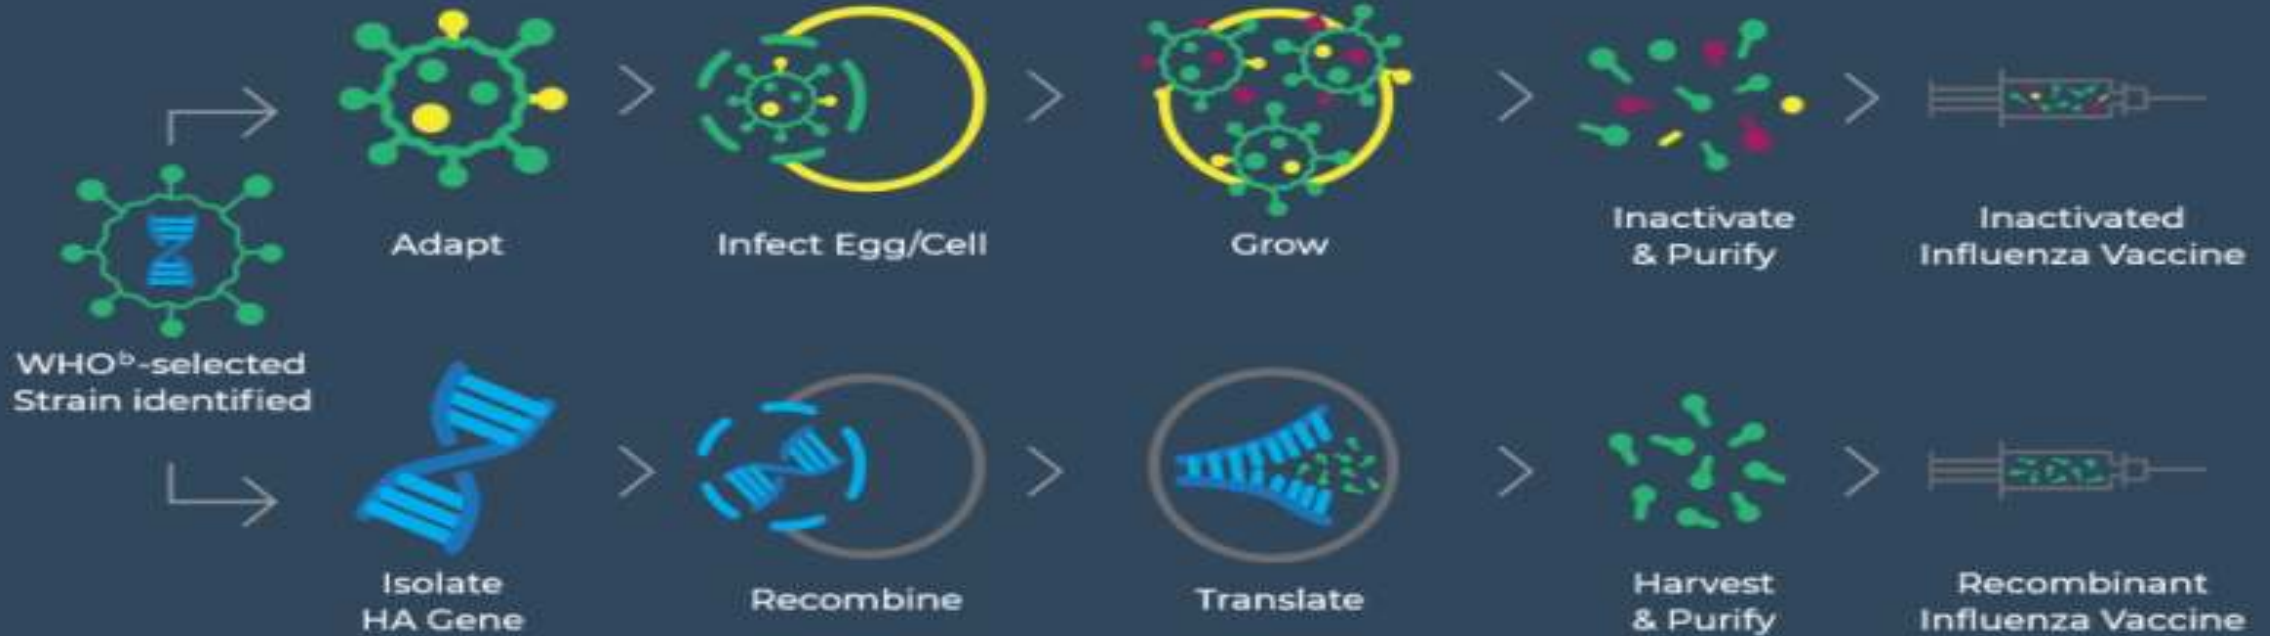 WHOᵇ-selected
Strain identified
Adapt
Infect Egg/Cell
Grow
Inactivate
& Purify
Inactivated
Influenza Vaccine
Isolate
HA Gene
Recombine
Translate
Harvest
& Purify
Recombinant
Influenza Vaccine